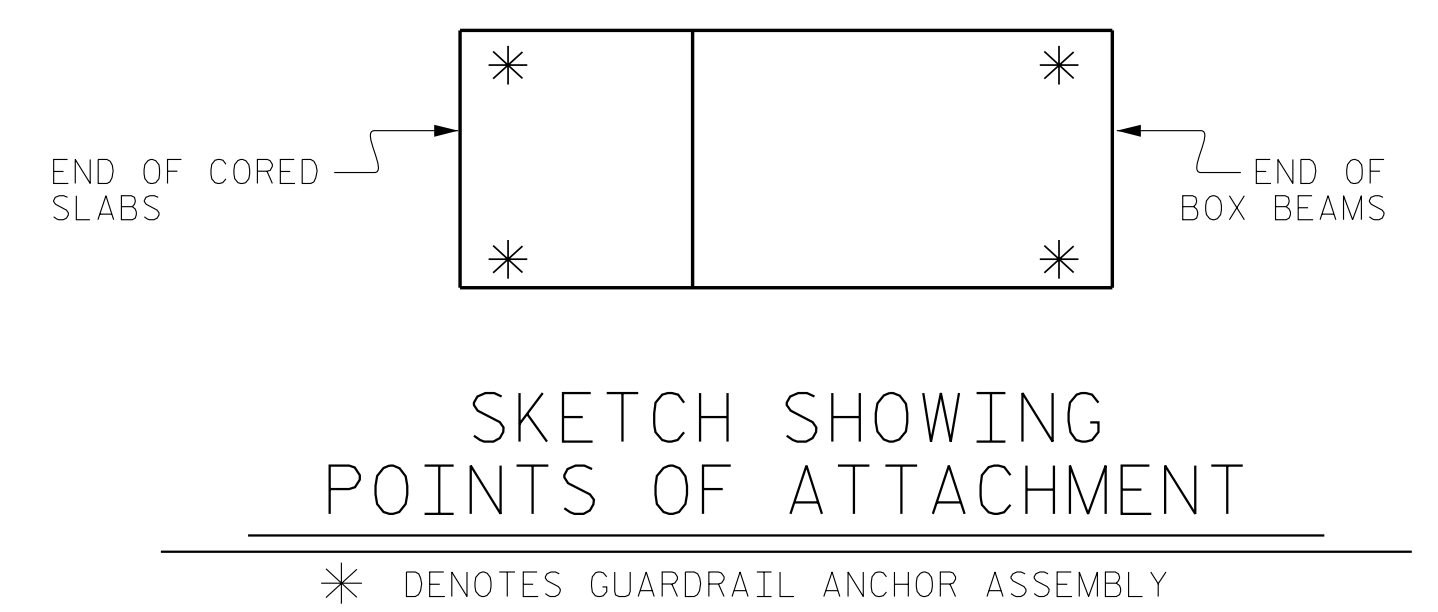 END OF CORED
SLABS
END OF
BOX BEAMS
SKETCH SHOWING
POINTS OF ATTACHMENT
DENOTES GUARDRAIL ANCHOR ASSEMBLY